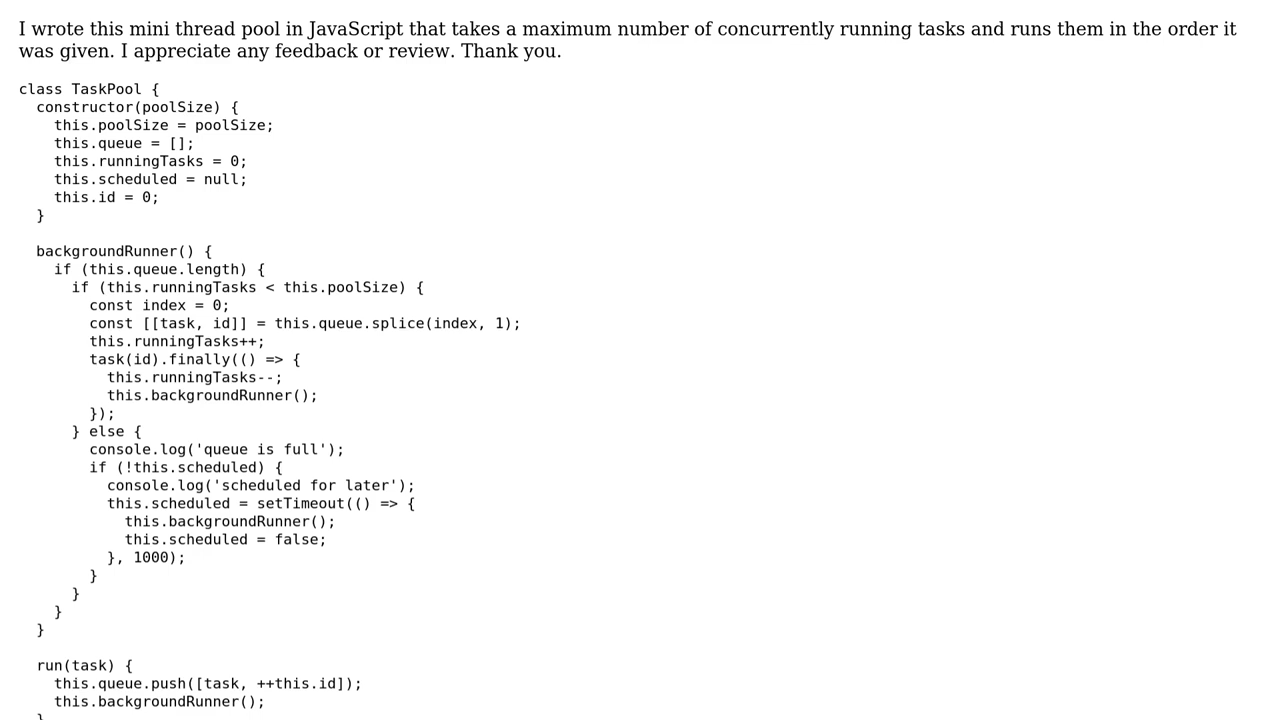 I wrote this mini thread pool in JavaScript that takes a maximum number of concurrently running tasks and runs them in the order it
was given. I appreciate any feedback or review. Thank you.
class TaskPool {
  constructor(poolSize) {
    this.poolSize = poolSize;
    this.queue = [];
    this.runningTasks = 0;
    this.scheduled = null;
    this.id = 0;
  }
  backgroundRunner() {
    if (this.queue.length) {
      if (this.runningTasks < this.poolSize) {
        const index = 0;
        const [[task, id]] = this.queue.splice(index, 1);
        this.runningTasks++;
        task(id).finally(() => {
          this.runningTasks--;
          this.backgroundRunner();
        });
      } else {
        console.log('queue is full');
        if (!this.scheduled) {
          console.log('scheduled for later');
          this.scheduled = setTimeout(() => {
            this.backgroundRunner();
            this.scheduled = false;
          }, 1000);
        }
      }
    }
  }
  run(task) {
    this.queue.push([task, ++this.id]);
    this.backgroundRunner();
  }